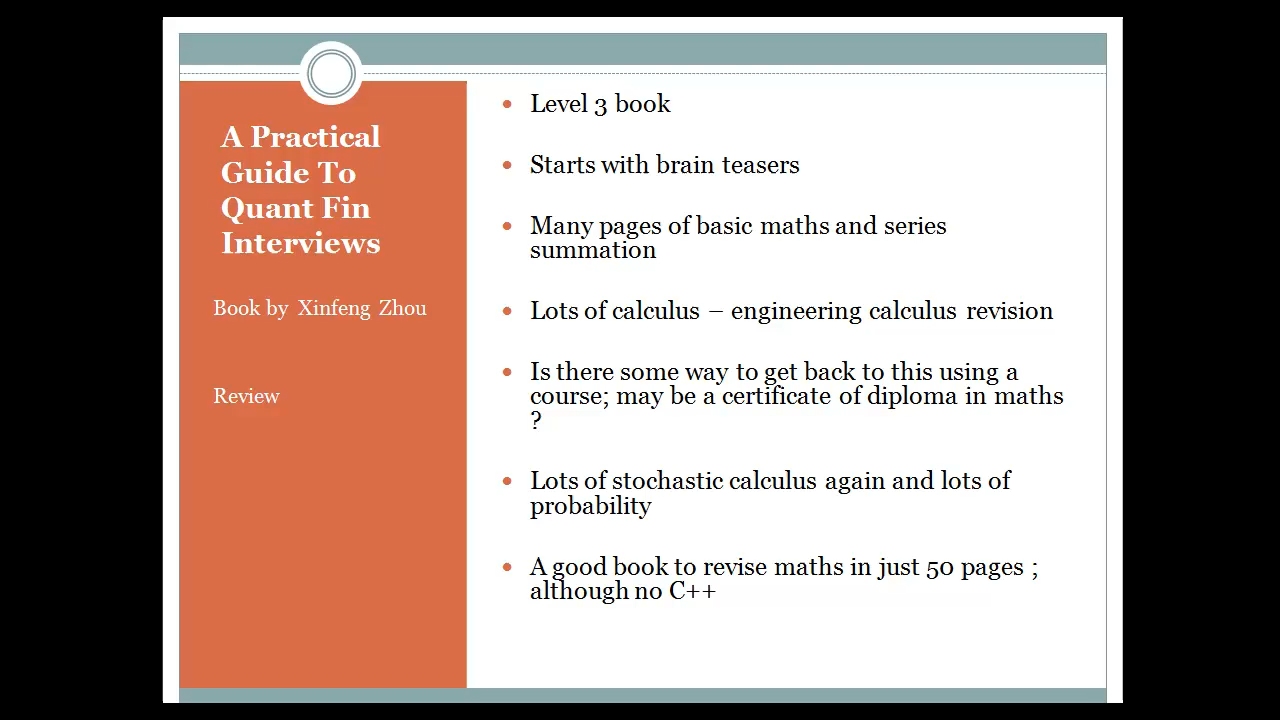 A Practical
Guide To
Quant Fin
Interviews
Book by Xinfeng Zhou
Review
Level 3 book
Starts with brain teasers
Many pages of basic maths and series
summation
Lots of calculus – engineering calculus revision
Is there some way to get back to this using a
course; may be a certificate of diploma in maths
?
Lots of stochastic calculus again and lots of
probability
A good book to revise maths in just 50 pages ;
although no C++